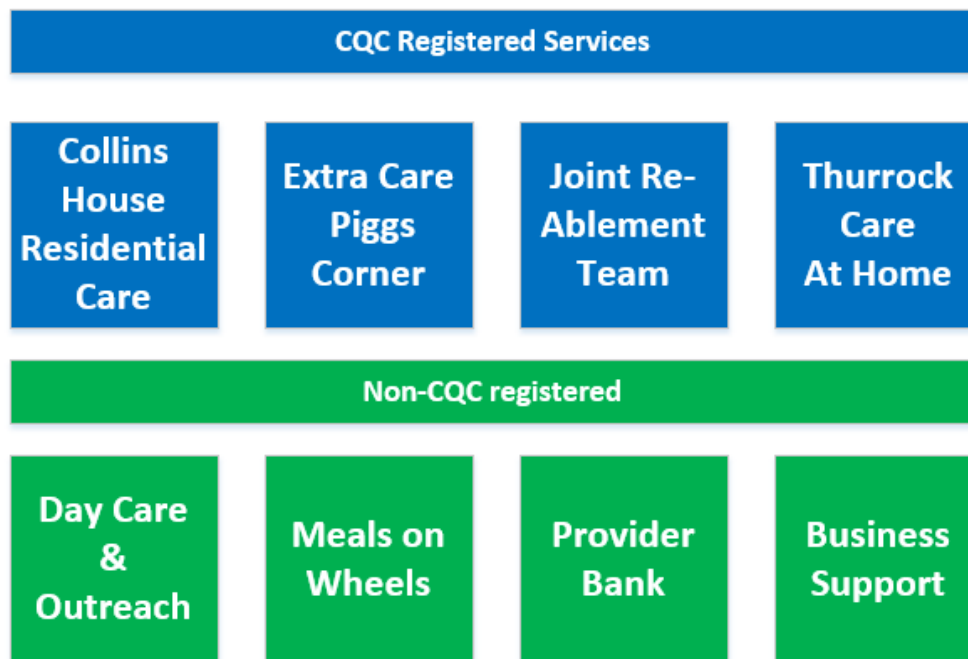 CQC Registered Services
Collins
House
Residential
Care
Extra Care
Piggs
Corner
Joint Re-
Ablement
Team
Thurrock
Care
At Home
Non-CQC registered
Day Care
&
Outreach
Meals on
Wheels
Provider
Bank
Business
Support